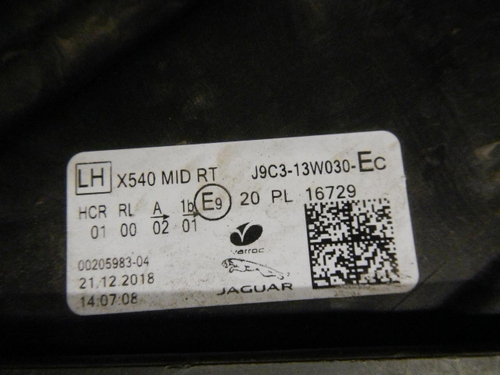 LH X540 MID RT J9C3-13W030-EC
HCR RL A 1b E9 20 PL 16729
01 00 02 01
varroc
00205983-04
21.12.2018
14:07:08
JAGUAR